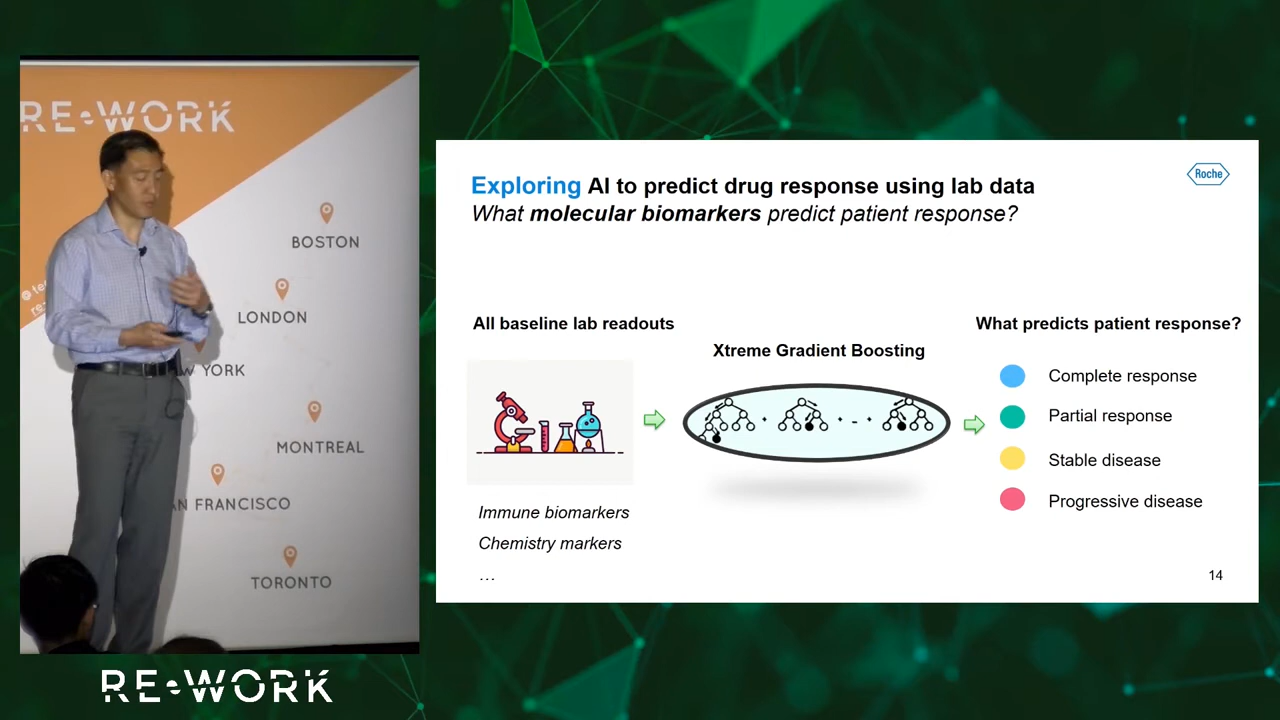 RE•WORK
BOSTON
LONDON
YORK
MONTREAL
AN FRANCISCO
TORONTO
RE•WORK
Roche
Exploring AI to predict drug response using lab data
What molecular biomarkers predict patient response?
All baseline lab readouts
Xtreme Gradient Boosting
What predicts patient response?
Complete response
Partial response
Stable disease
Progressive disease
Immune biomarkers
Chemistry markers
…
14